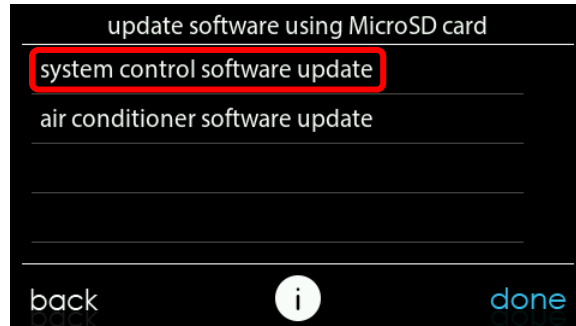 update software using MicroSD card
system control software update
air conditioner software update
back
i
done